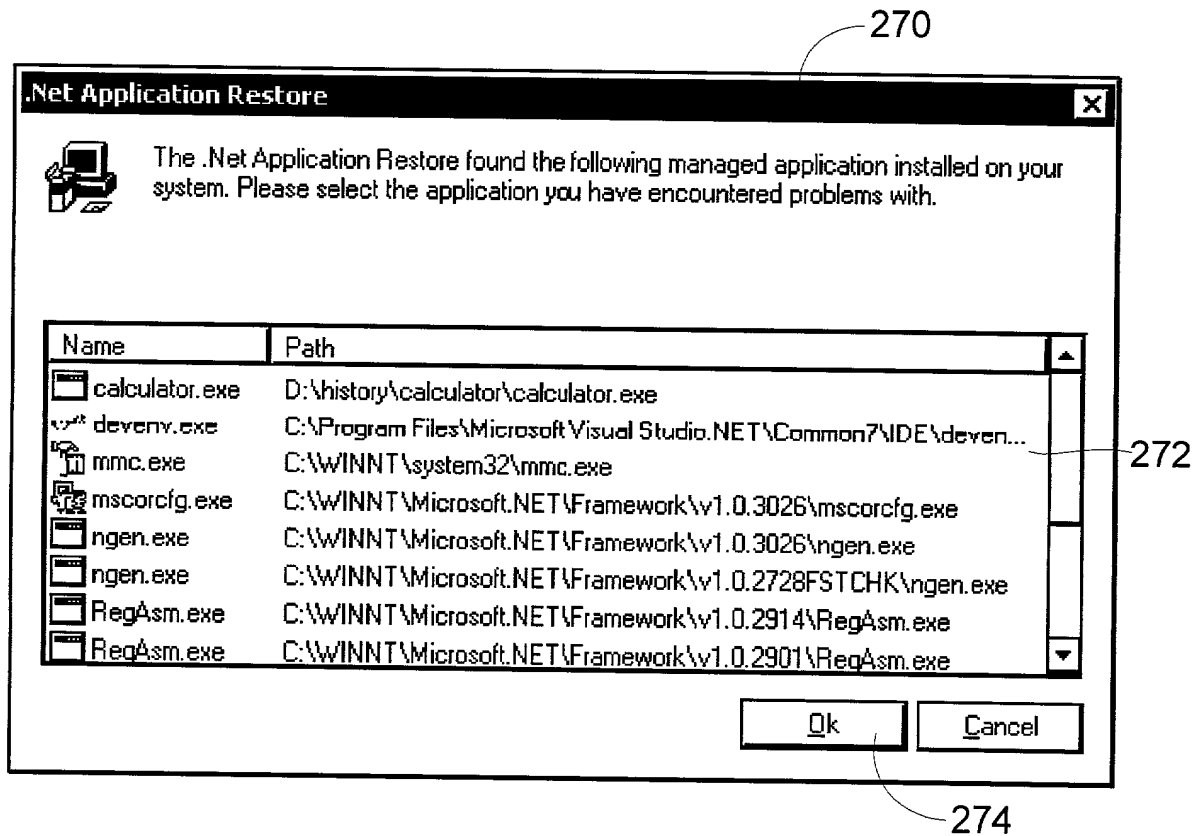 270
.Net Application Restore
The .Net Application Restore found the following managed application installed on your
system. Please select the application you have encountered problems with.
Name Path
calculator.exe D:\history\calculator\calculator.exe
devenv.exe C:\Program Files\Microsoft Visual Studio.NET\Common7\IDE\deven...
272
mmc.exe C:\WINNT\system32\mmc.exe
mscorcfg.exe C:\WINNT\Microsoft.NET\Framework\v1.0.3026\mscorcfg.exe
ngen.exe C:\WINNT\Microsoft.NET\Framework\v1.0.3026\ngen.exe
ngen.exe C:\WINNT\Microsoft.NET\Framework\v1.0.2728FSTCHK\ngen.exe
RegAsm.exe C:\WINNT\Microsoft.NET\Framework\v1.0.2914\RegAsm.exe
RegAsm.exe C:\WINNT\Microsoft.NET\Framework\v1.0.2901\RegAsm.exe
Ok Cancel
274